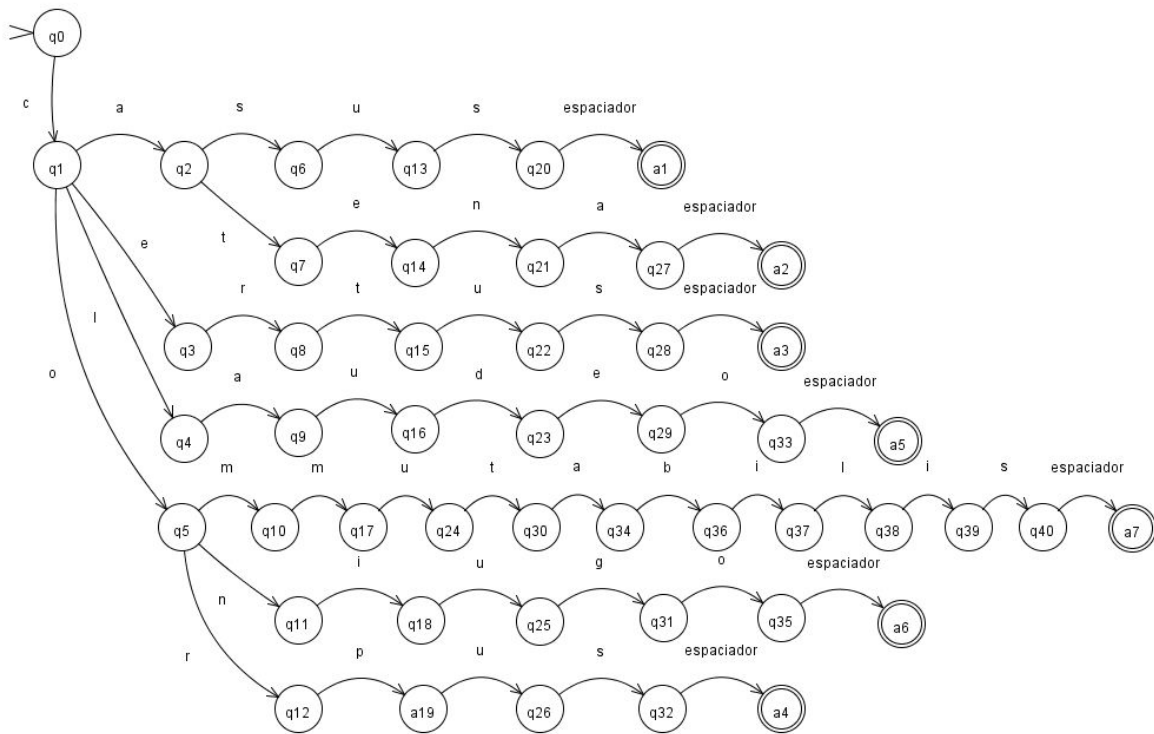 q0
c a s u s espaciador
q1 q2 q6 q13 q20 a1
e n a espaciador
t
e
q7 q14 q21 q27 a2
r t u s espaciador
l
q3 q8 q15 q22 q28 a3
o
a u d e o espaciador
q4 q9 q16 q23 q29 q33 a5
m m u t a b i l i s espaciador
q5 q10 q17 q24 q30 q34 q36 q37 q38 q39 q40 a7
i u g o espaciador
n
q11 q18 q25 q31 q35 a6
r p u s espaciador
q12 a19 q26 q32 a4